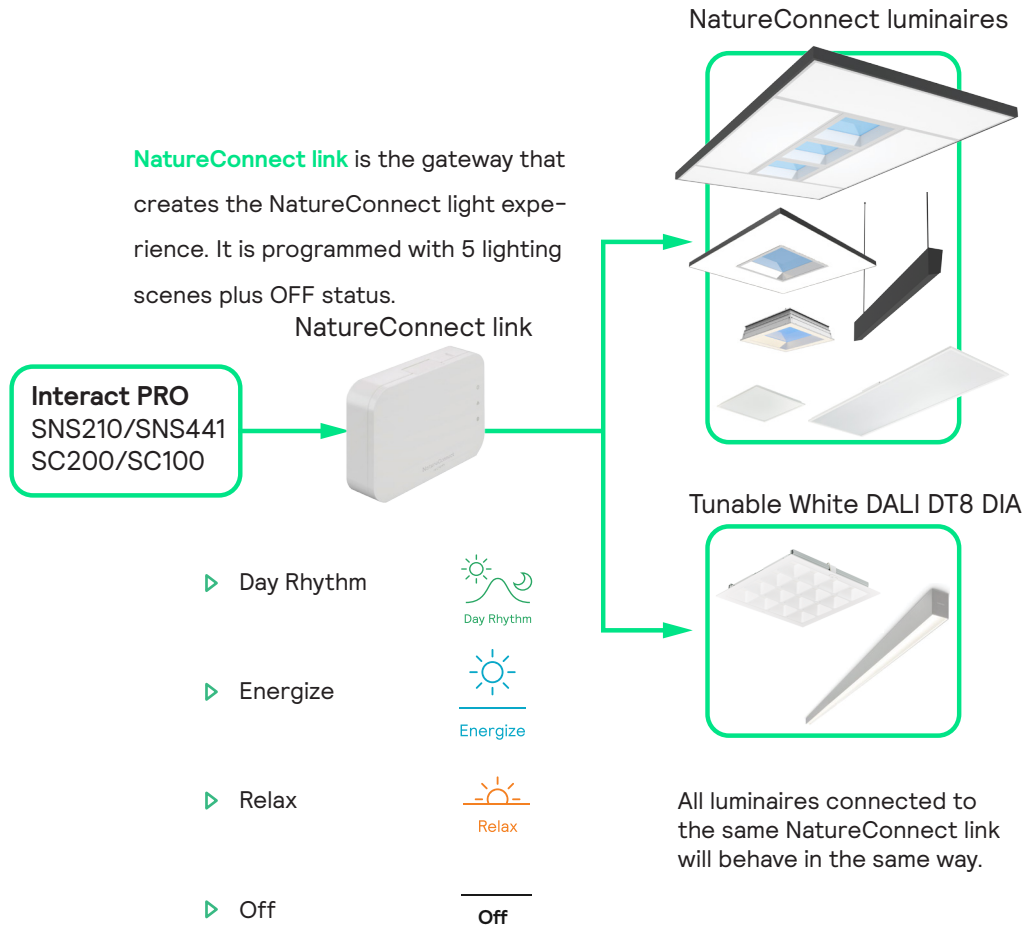 NatureConnect luminaires
NatureConnect link is the gateway that
creates the NatureConnect light expe-
rience. It is programmed with 5 lighting
scenes plus OFF status.
NatureConnect link
Interact PRO
SNS210/SNS441
SC200/SC100
Tunable White DALI DT8 DIA
Day Rhythm
Day Rhythm
Energize
Energize
Relax
Relax
All luminaires connected to
the same NatureConnect link
will behave in the same way.
Off
Off